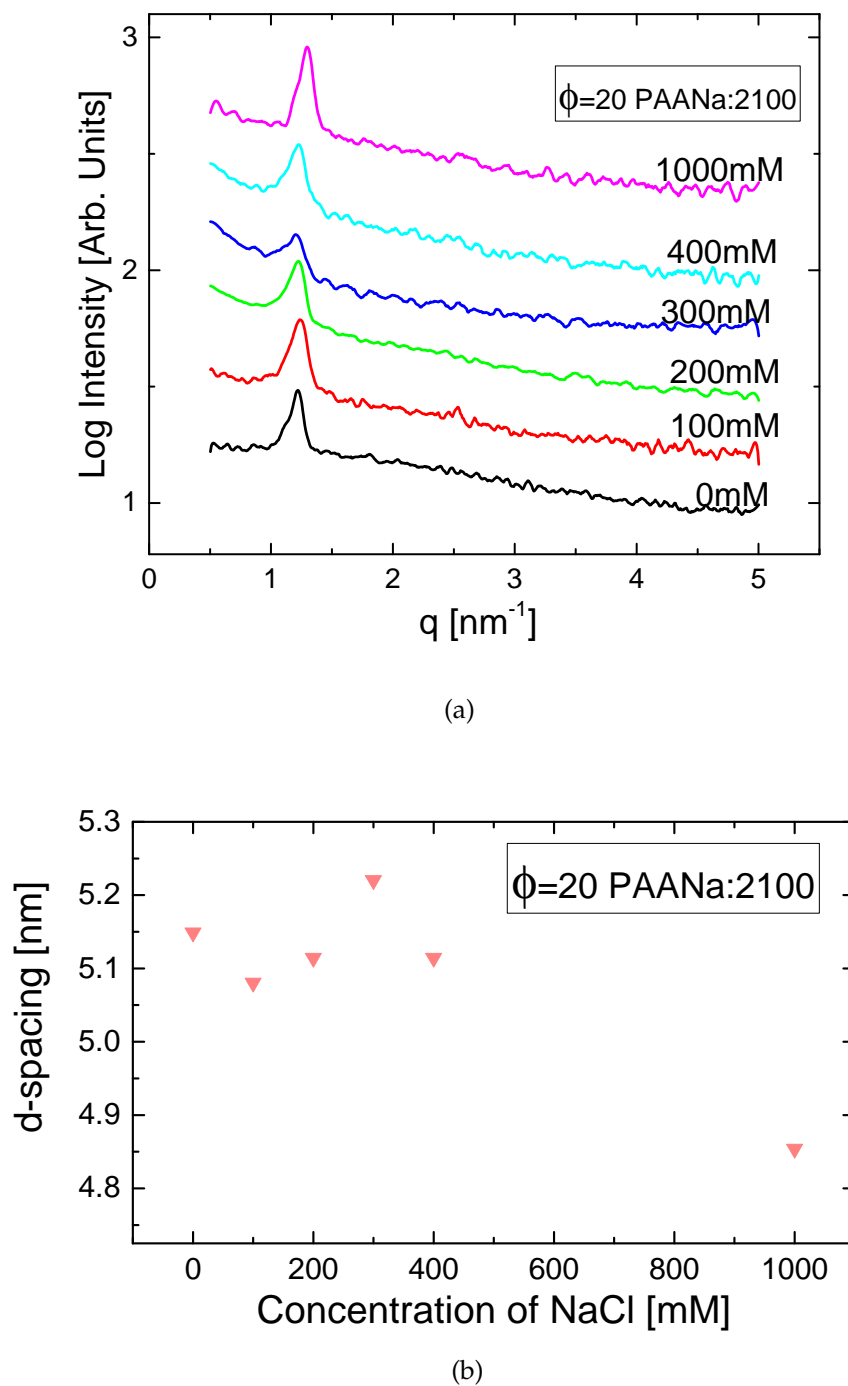 3
2
1
Log Intensity [Arb. Units]
ϕ=20 PAANa:2100
1000mM
400mM
300mM
200mM
100mM
0mM
0 1 2 3 4 5
q [nm⁻¹]
(a)
5.3
5.2
5.1
5.0
4.9
4.8
d-spacing [nm]
ϕ=20 PAANa:2100
0 200 400 600 800 1000
Concentration of NaCl [mM]
(b)